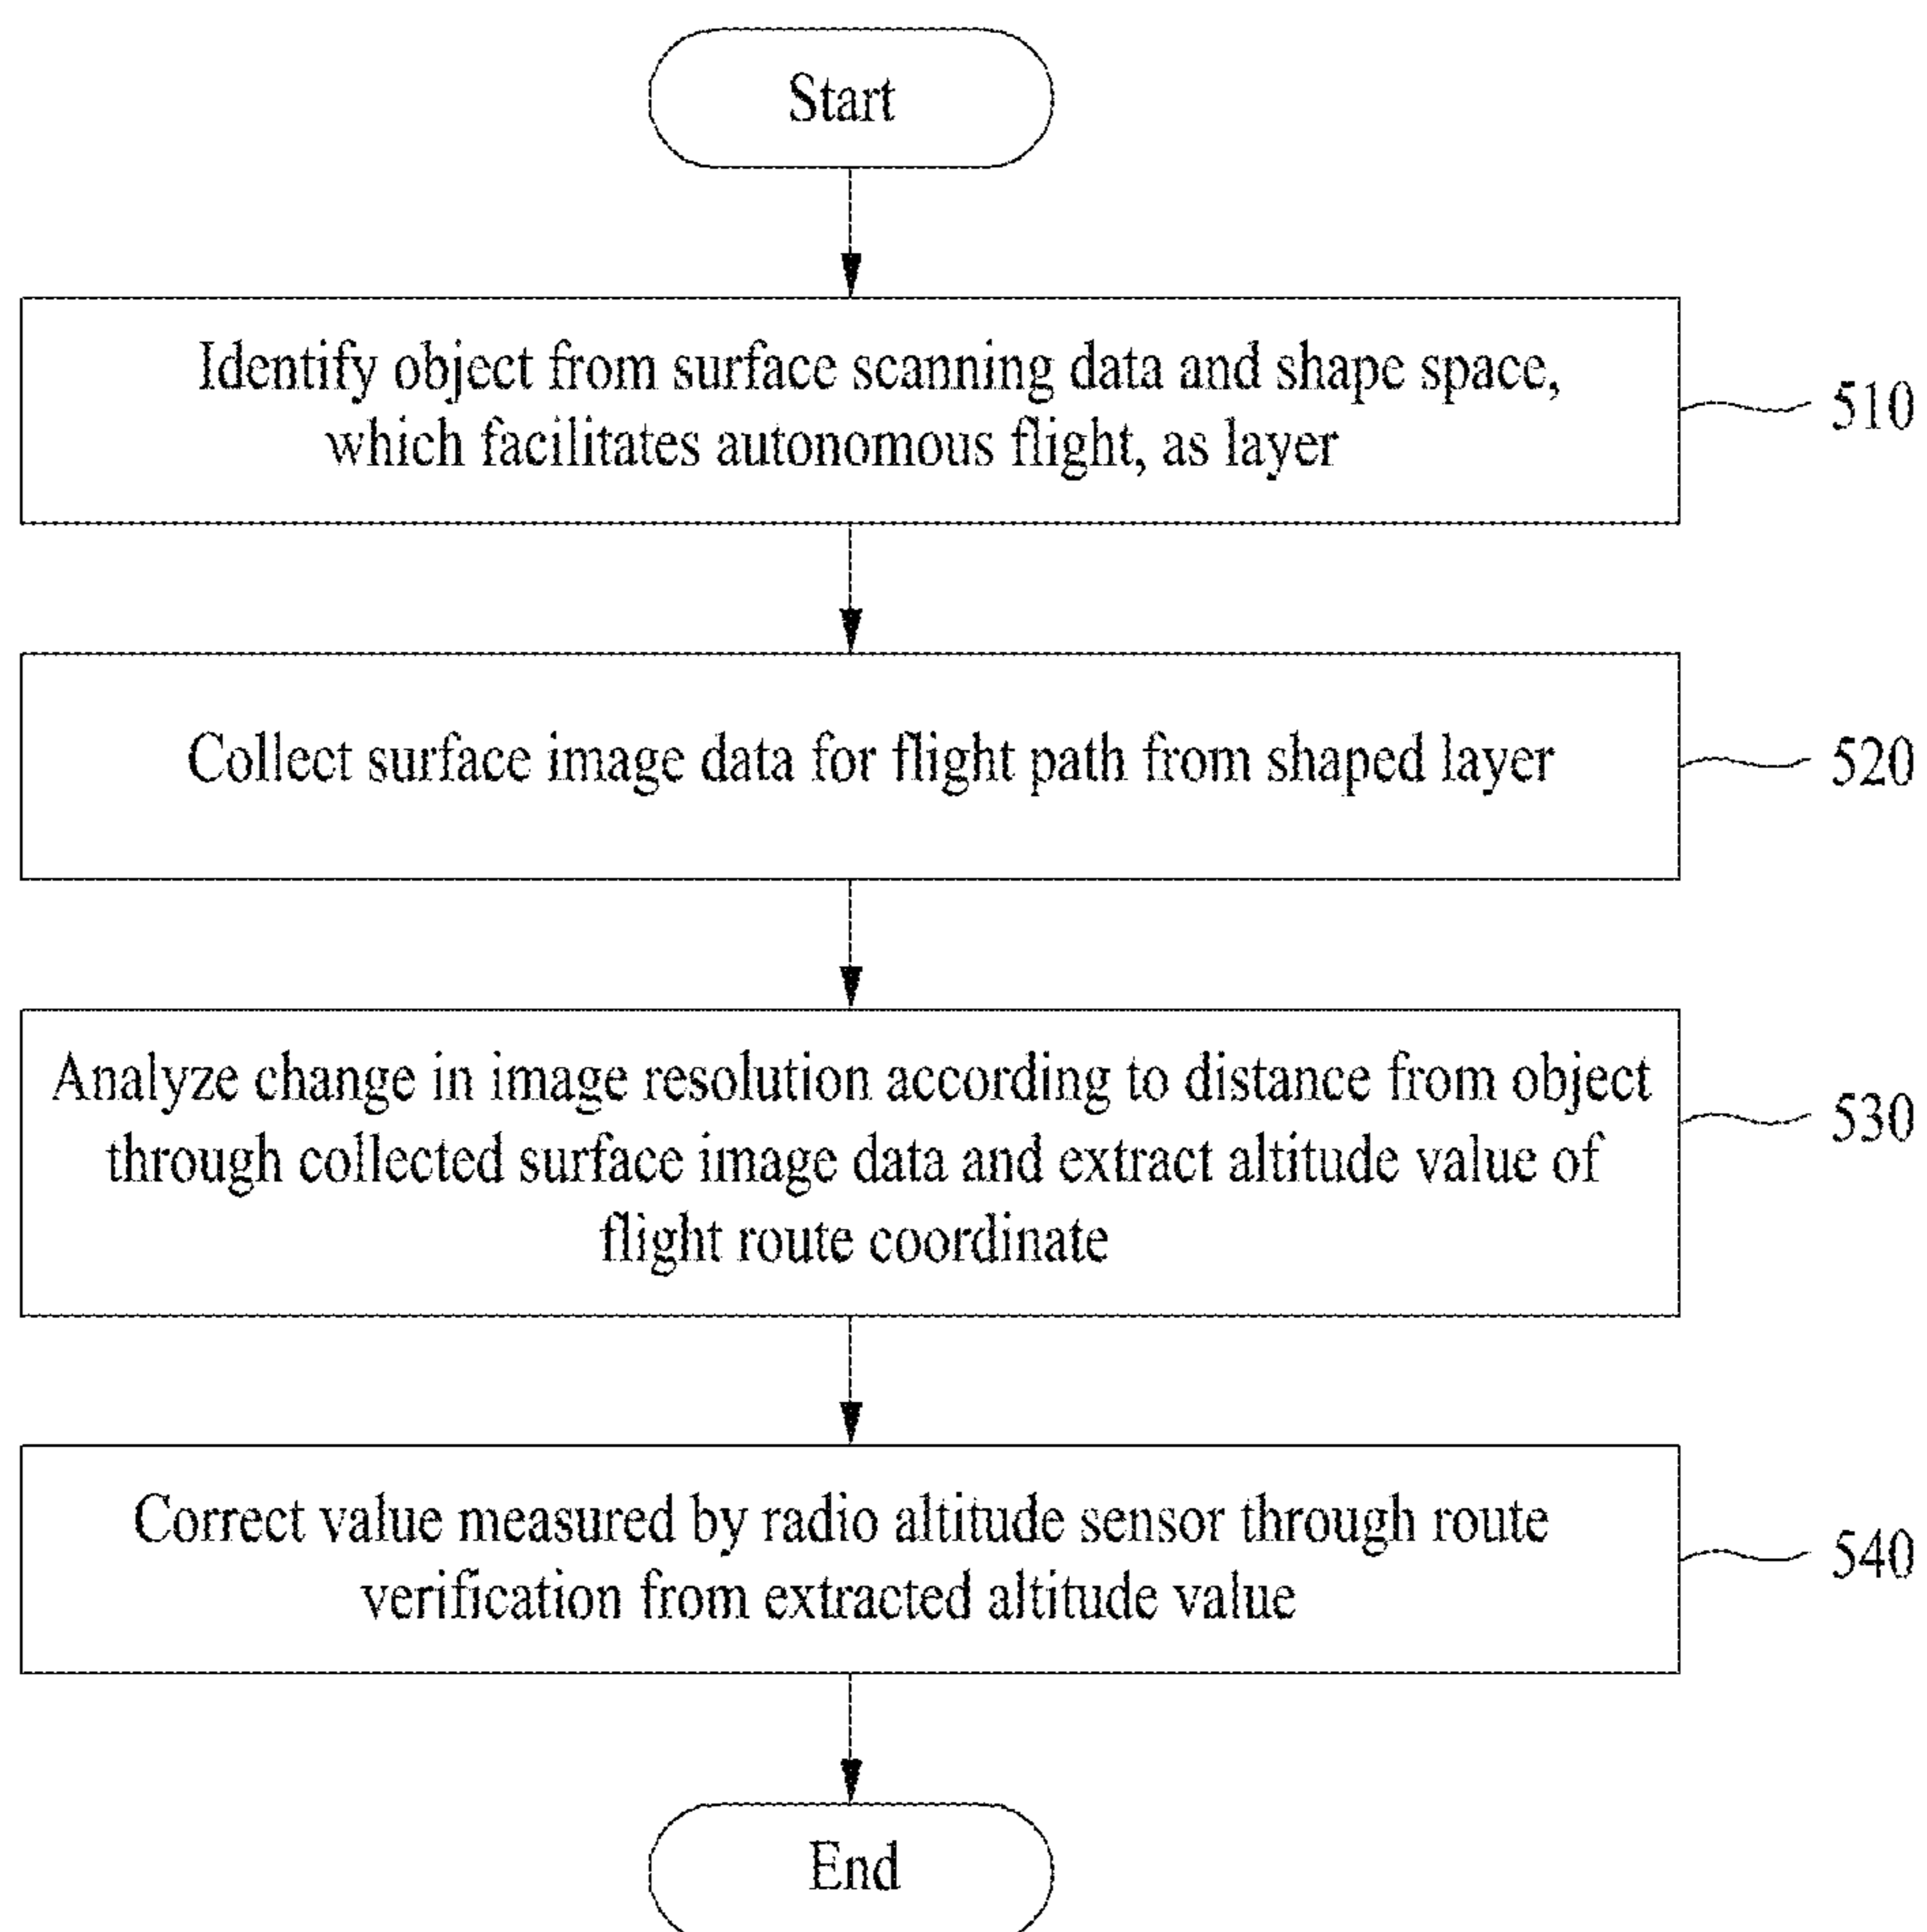 Start
Identify object from surface scanning data and shape space,
which facilitates autonomous flight, as layer
510
Collect surface image data for flight path from shaped layer
520
Analyze change in image resolution according to distance from object
through collected surface image data and extract altitude value of
flight route coordinate
530
Correct value measured by radio altitude sensor through route
verification from extracted altitude value
540
End